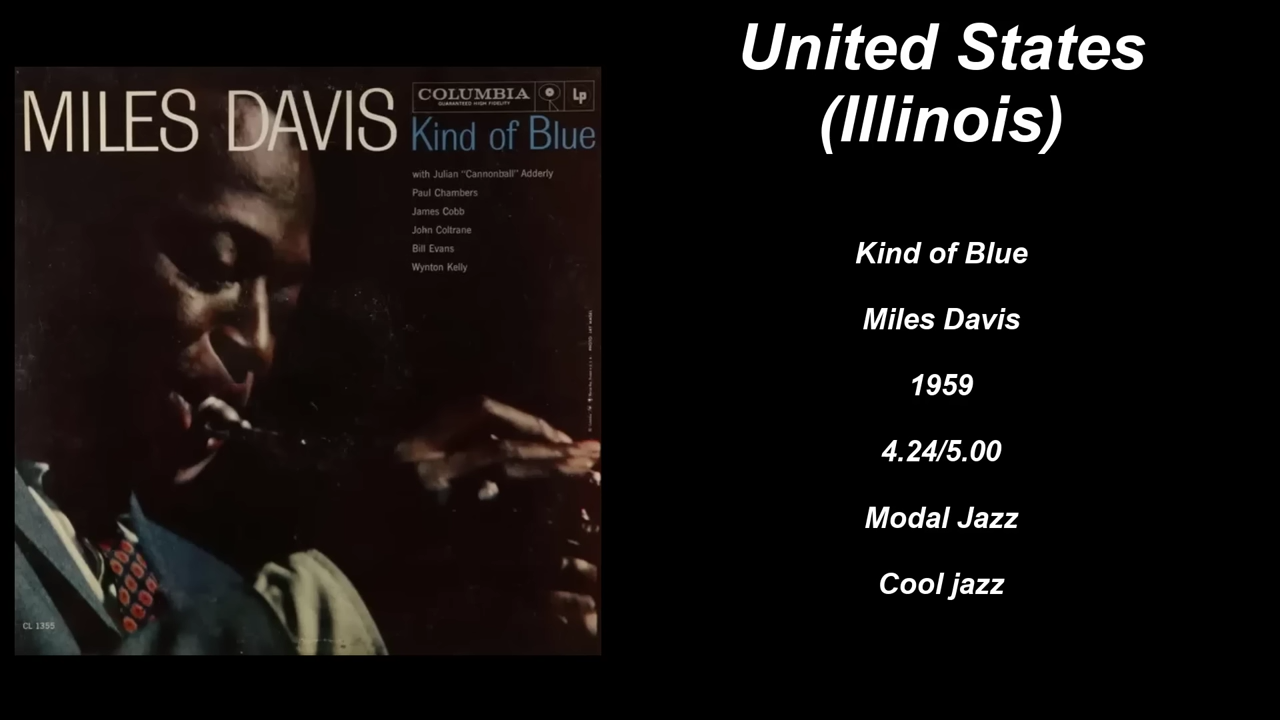 MILES DAVIS
COLUMBIA
GUARANTEED HIGH FIDELITY
Lp
Kind of Blue
with Julian "Cannonball" Adderly
Paul Chambers
James Cobb
John Coltrane
Bill Evans
Wynton Kelly
CL 1355
United States
(Illinois)
Kind of Blue
Miles Davis
1959
4.24/5.00
Modal Jazz
Cool jazz